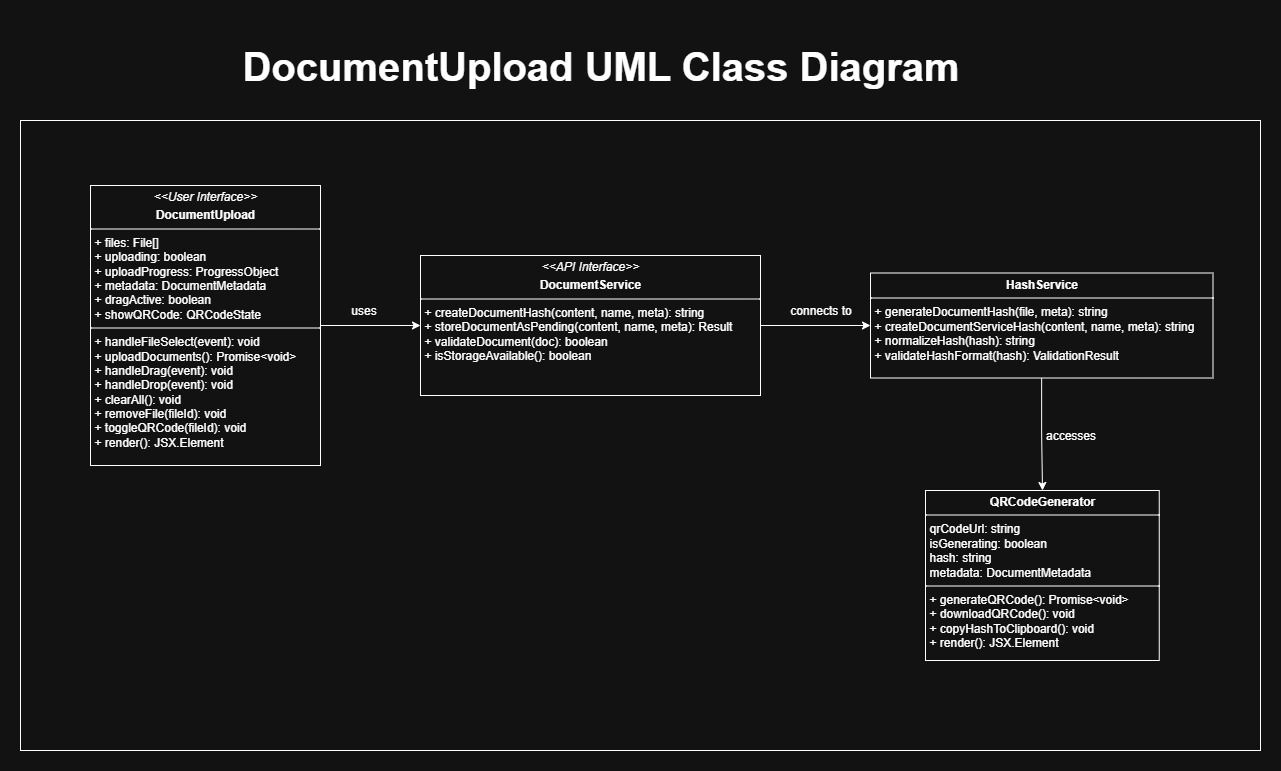 DocumentUpload UML Class Diagram
<<User Interface>>
DocumentUpload
+ files: File[]
+ uploading: boolean
+ uploadProgress: ProgressObject
+ metadata: DocumentMetadata
+ dragActive: boolean
+ showQRCode: QRCodeState
+ handleFileSelect(event): void
+ uploadDocuments(): Promise<void>
+ handleDrag(event): void
+ handleDrop(event): void
+ clearAll(): void
+ removeFile(fileId): void
+ toggleQRCode(fileId): void
+ render(): JSX.Element
uses
<<API Interface>>
DocumentService
+ createDocumentHash(content, name, meta): string
+ storeDocumentAsPending(content, name, meta): Result
+ validateDocument(doc): boolean
+ isStorageAvailable(): boolean
connects to
HashService
+ generateDocumentHash(file, meta): string
+ createDocumentServiceHash(content, name, meta): string
+ normalizeHash(hash): string
+ validateHashFormat(hash): ValidationResult
accesses
QRCodeGenerator
qrCodeUrl: string
isGenerating: boolean
hash: string
metadata: DocumentMetadata
+ generateQRCode(): Promise<void>
+ downloadQRCode(): void
+ copyHashToClipboard(): void
+ render(): JSX.Element